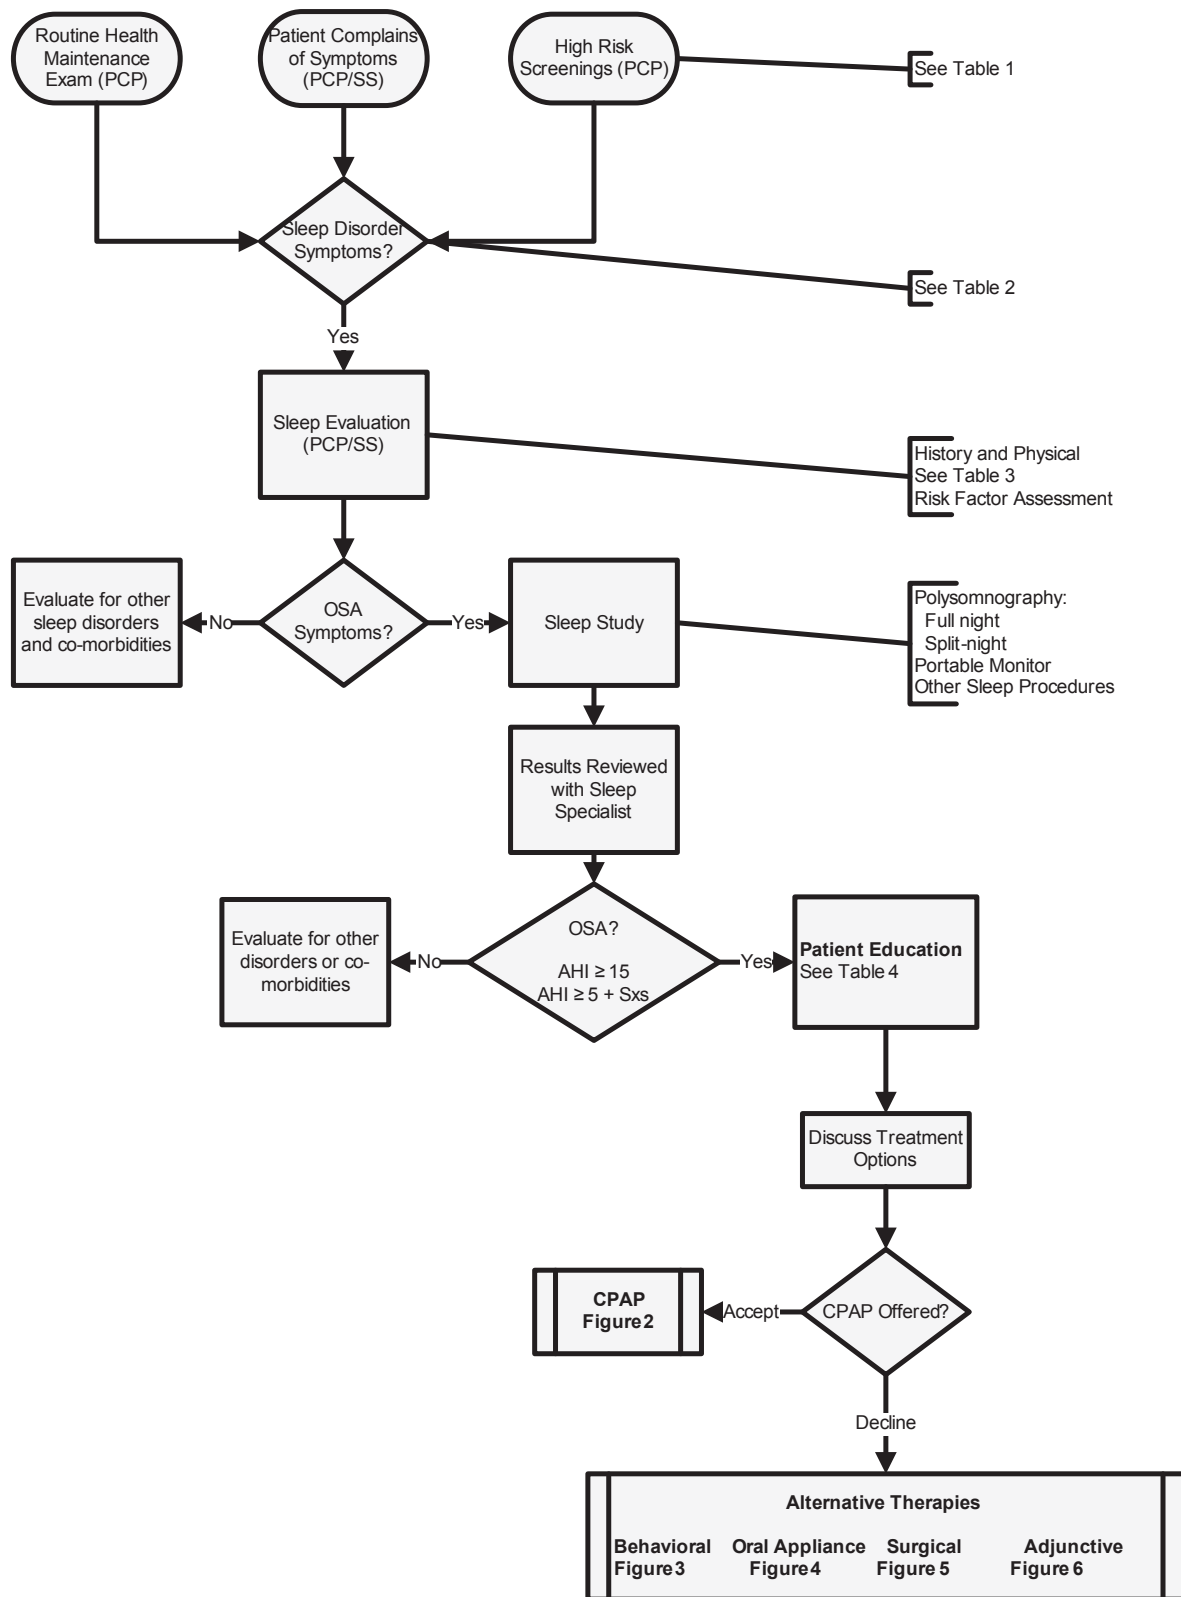 Routine Health
Maintenance
Exam (PCP)
Patient Complains
of Symptoms
(PCP/SS)
High Risk
Screenings (PCP)
See Table 1
Sleep Disorder
Symptoms?
See Table 2
Yes
Sleep Evaluation
(PCP/SS)
History and Physical
See Table 3
Risk Factor Assessment
Evaluate for other
sleep disorders
and co-morbidities
No
OSA
Symptoms?
Yes
Sleep Study
Polysomnography:
Full night
Split-night
Portable Monitor
Other Sleep Procedures
Results Reviewed
with Sleep
Specialist
Evaluate for other
disorders or co-
morbidities
No
OSA?
AHI ≥ 15
AHI ≥ 5 + Sxs
Yes
Patient Education
See Table 4
Discuss Treatment
Options
CPAP
Figure 2
Accept
CPAP Offered?
Decline
Alternative Therapies
Behavioral Oral Appliance Surgical Adjunctive
Figure 3 Figure 4 Figure 5 Figure 6